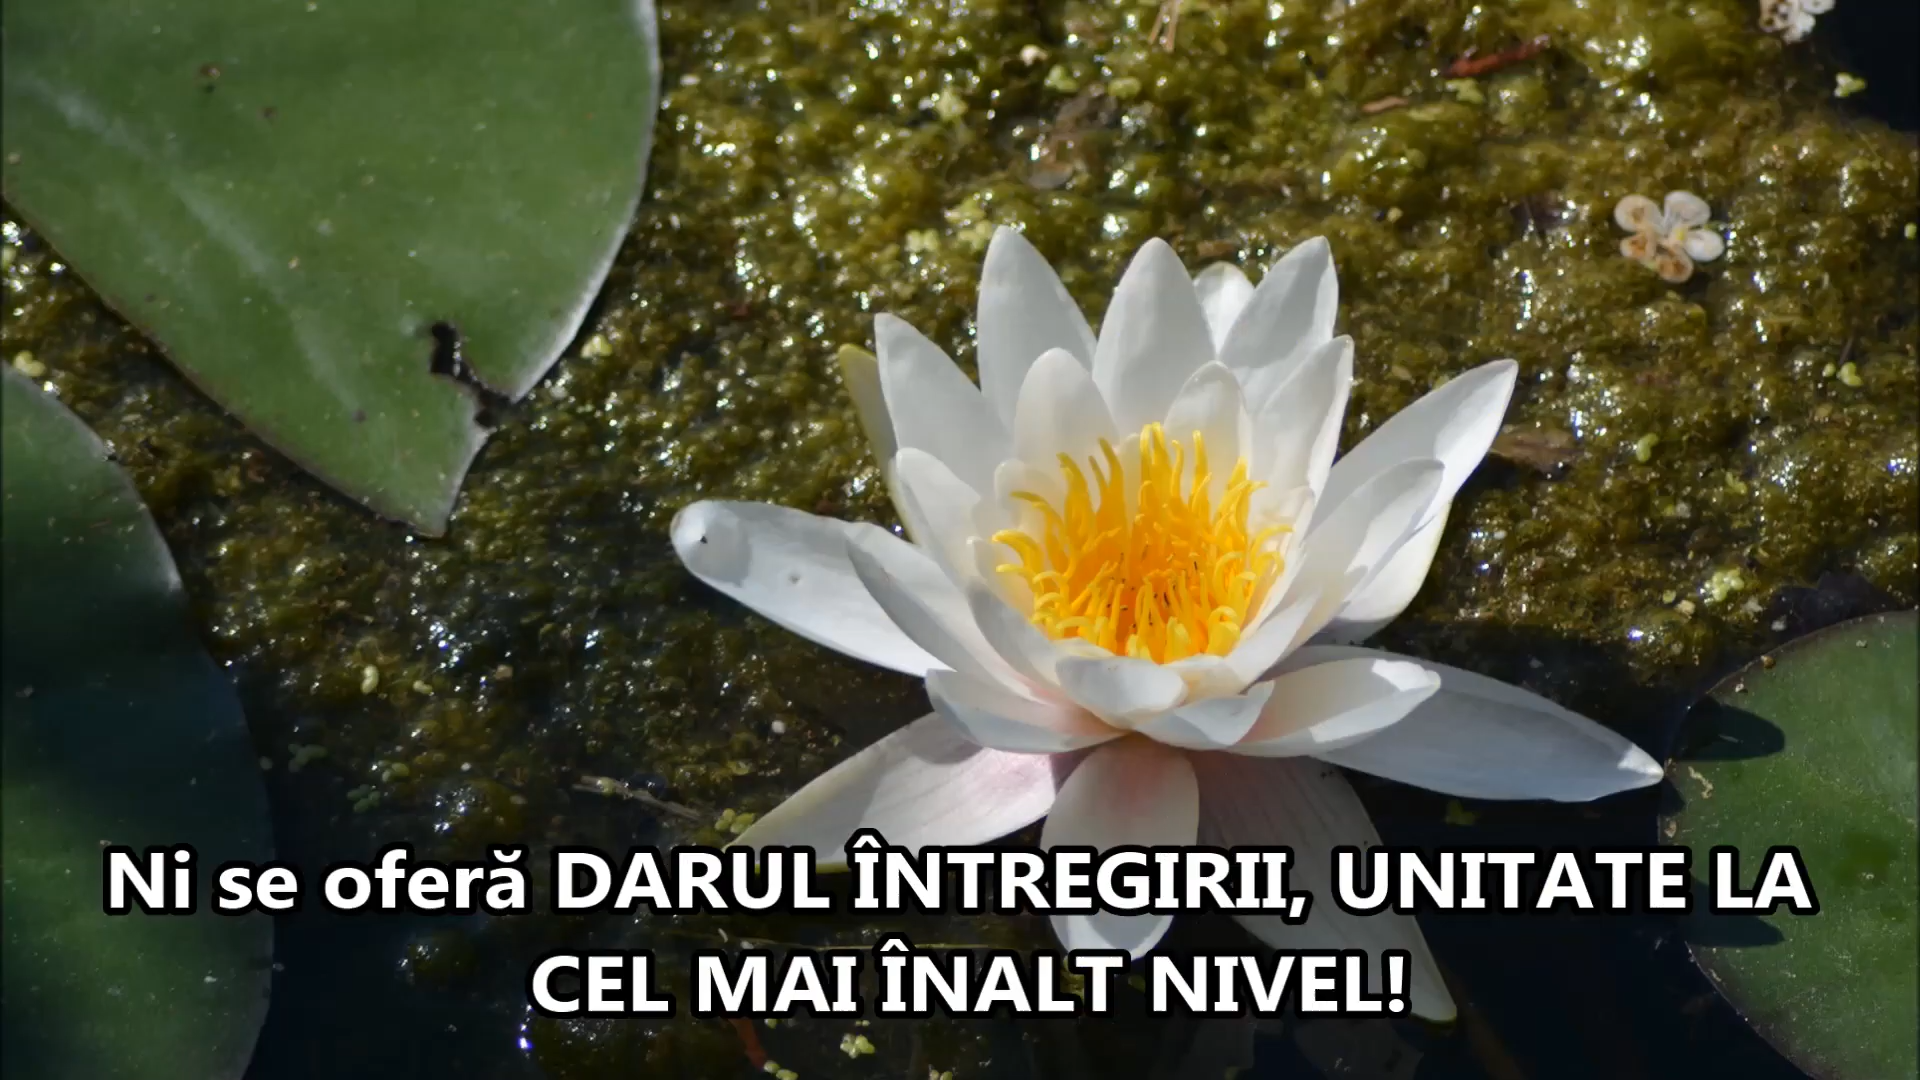 Ni se oferă DARUL ÎNTREGIRII, UNITATE LA
CEL MAI ÎNALT NIVEL!